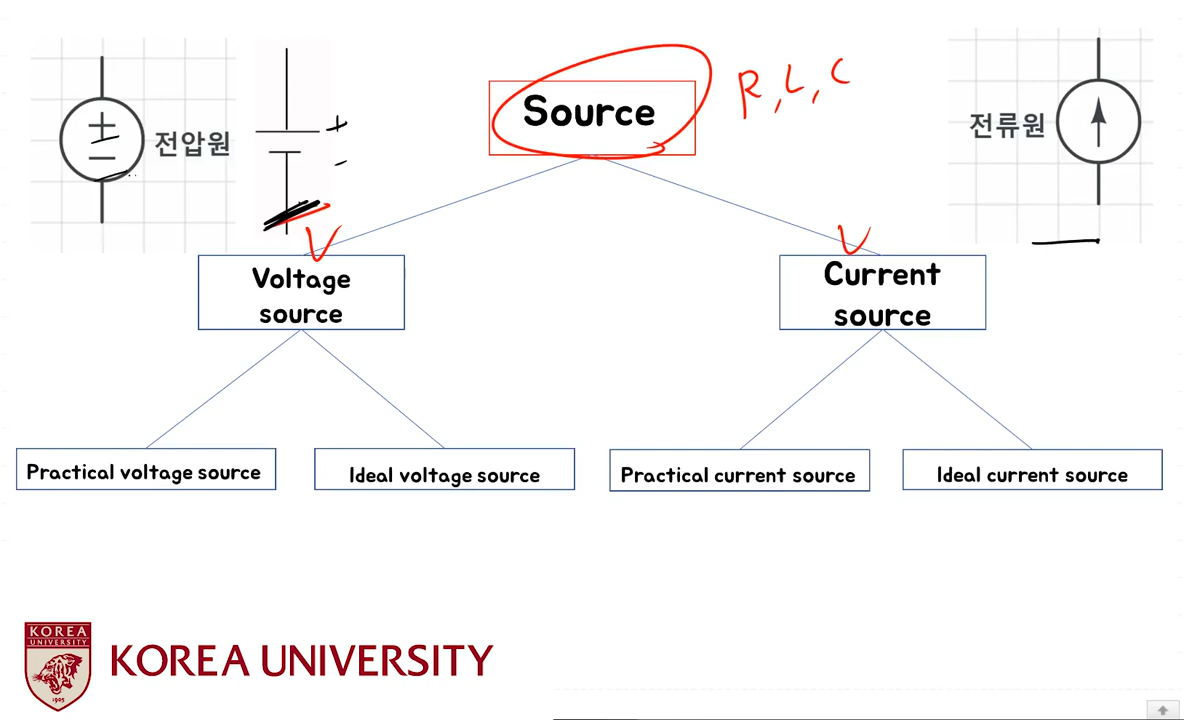 Source
R, L, C
+
−
전압원
+
-
전류원
V
V
Voltage
source
Current
source
Practical voltage source
Ideal voltage source
Practical current source
Ideal current source
KOREA
UNIVERSITY
1905
KOREA UNIVERSITY